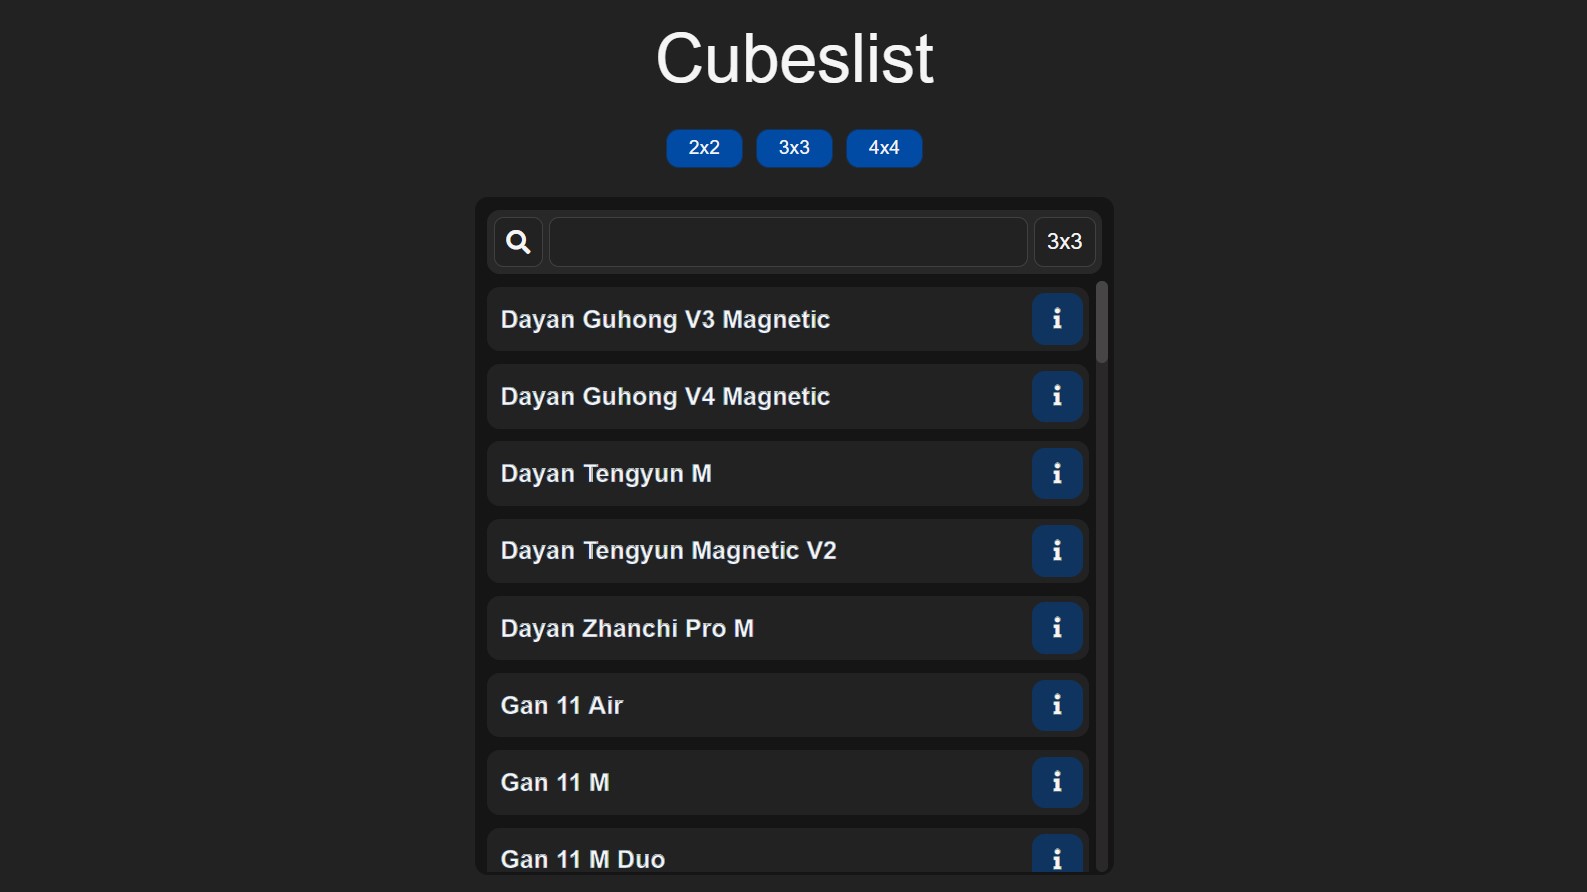 Cubeslist
2x2 3x3 4x4
3x3
Dayan Guhong V3 Magnetic
Dayan Guhong V4 Magnetic
Dayan Tengyun M
Dayan Tengyun Magnetic V2
Dayan Zhanchi Pro M
Gan 11 Air
Gan 11 M
Gan 11 M Duo